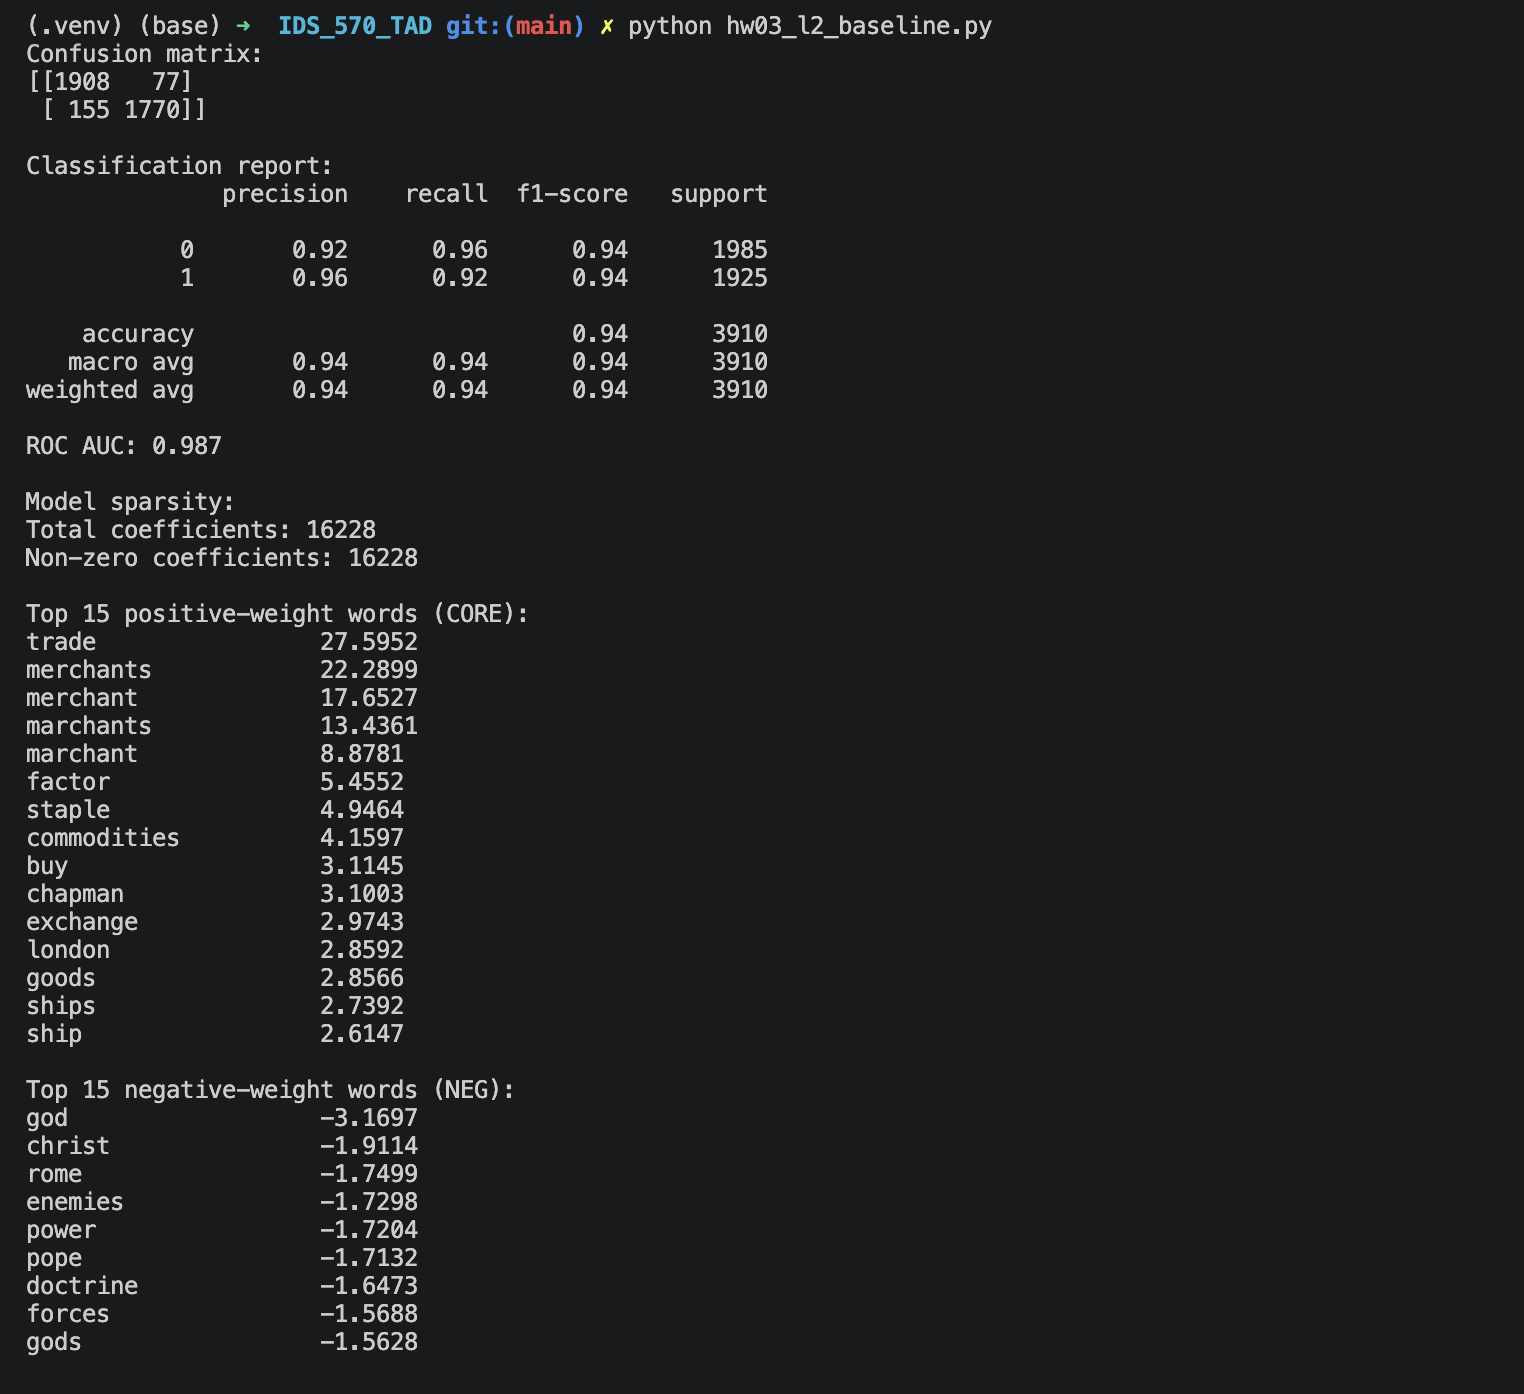 (.venv) (base) → IDS_570_TAD git:(main) ✗ python hw03_l2_baseline.py
Confusion matrix:
[[1908   77]
 [ 155 1770]]

Classification report:
              precision    recall  f1-score   support

           0       0.92      0.96      0.94      1985
           1       0.96      0.92      0.94      1925

    accuracy                           0.94      3910
   macro avg       0.94      0.94      0.94      3910
weighted avg       0.94      0.94      0.94      3910

ROC AUC: 0.987

Model sparsity:
Total coefficients: 16228
Non-zero coefficients: 16228

Top 15 positive-weight words (CORE):
trade                27.5952
merchants            22.2899
merchant             17.6527
marchants            13.4361
marchant             8.8781
factor               5.4552
staple               4.9464
commodities          4.1597
buy                  3.1145
chapman              3.1003
exchange             2.9743
london               2.8592
goods                2.8566
ships                2.7392
ship                 2.6147

Top 15 negative-weight words (NEG):
god                  -3.1697
christ               -1.9114
rome                 -1.7499
enemies              -1.7298
power                -1.7204
pope                 -1.7132
doctrine             -1.6473
forces               -1.5688
gods                 -1.5628